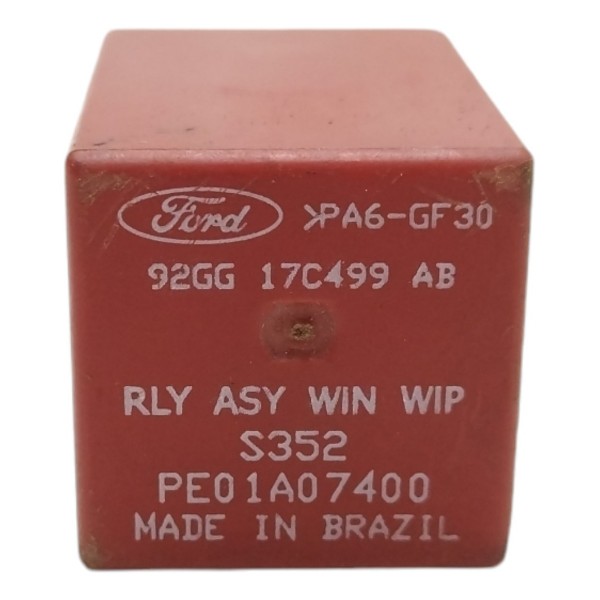 Ford >PA6-GF30
92GG 17C499 AB
RLY ASY WIN WIP
S352
PE01A07400
MADE IN BRAZIL